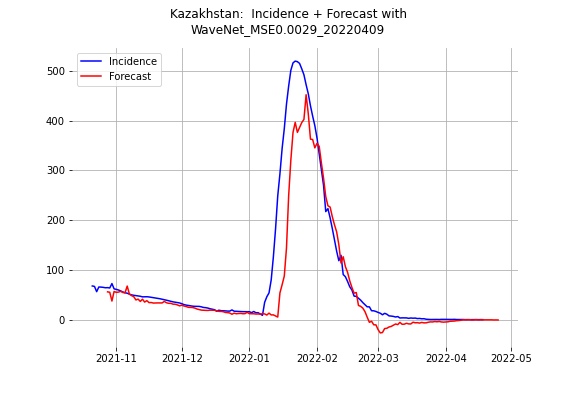 Kazakhstan:  Incidence + Forecast with
WaveNet_MSE0.0029_20220409
Incidence
Forecast
500
400
300
200
100
0
2021-11 2021-12 2022-01 2022-02 2022-03 2022-04 2022-05